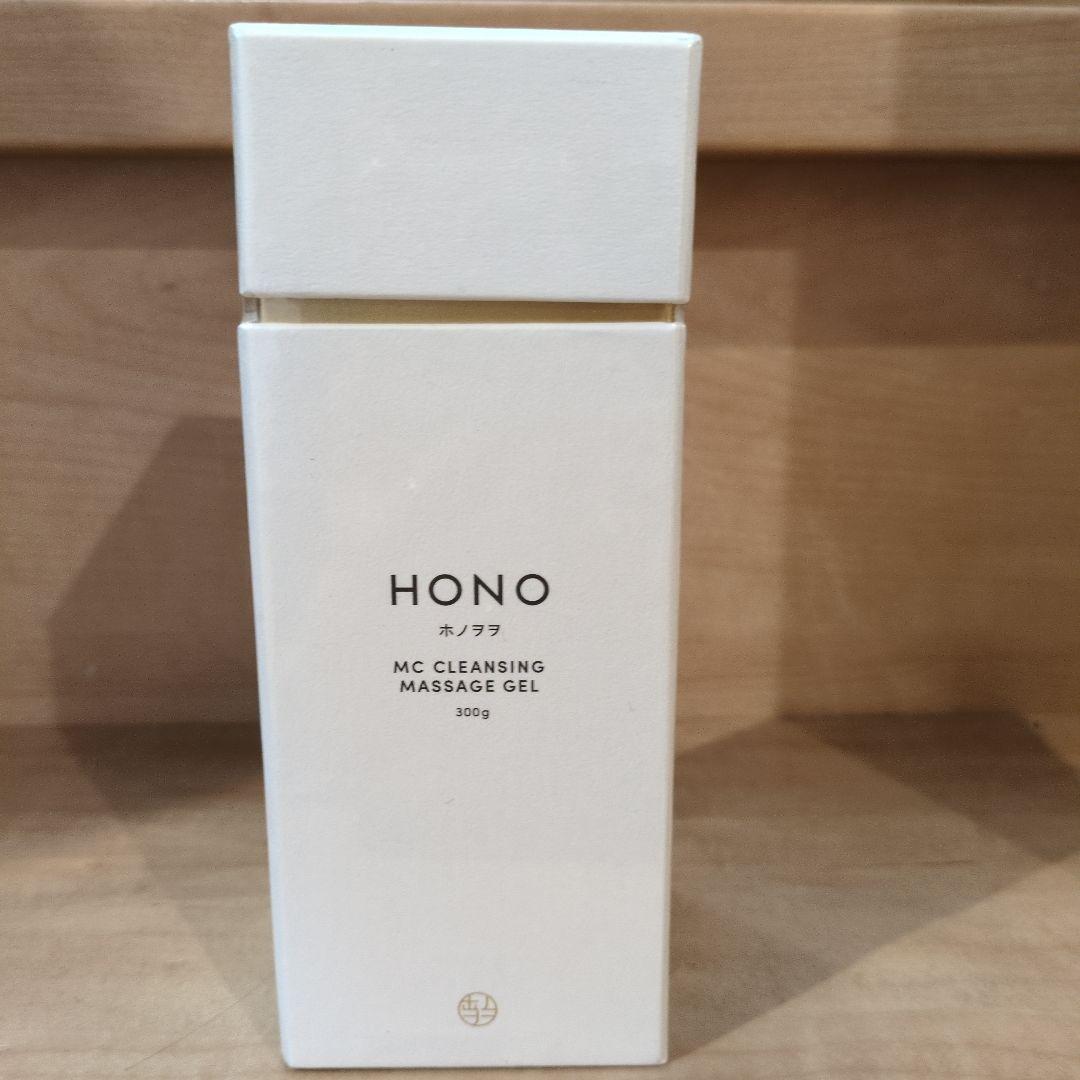 HONO
ホノヲヲ
MC CLEANSING
MASSAGE GEL
300g